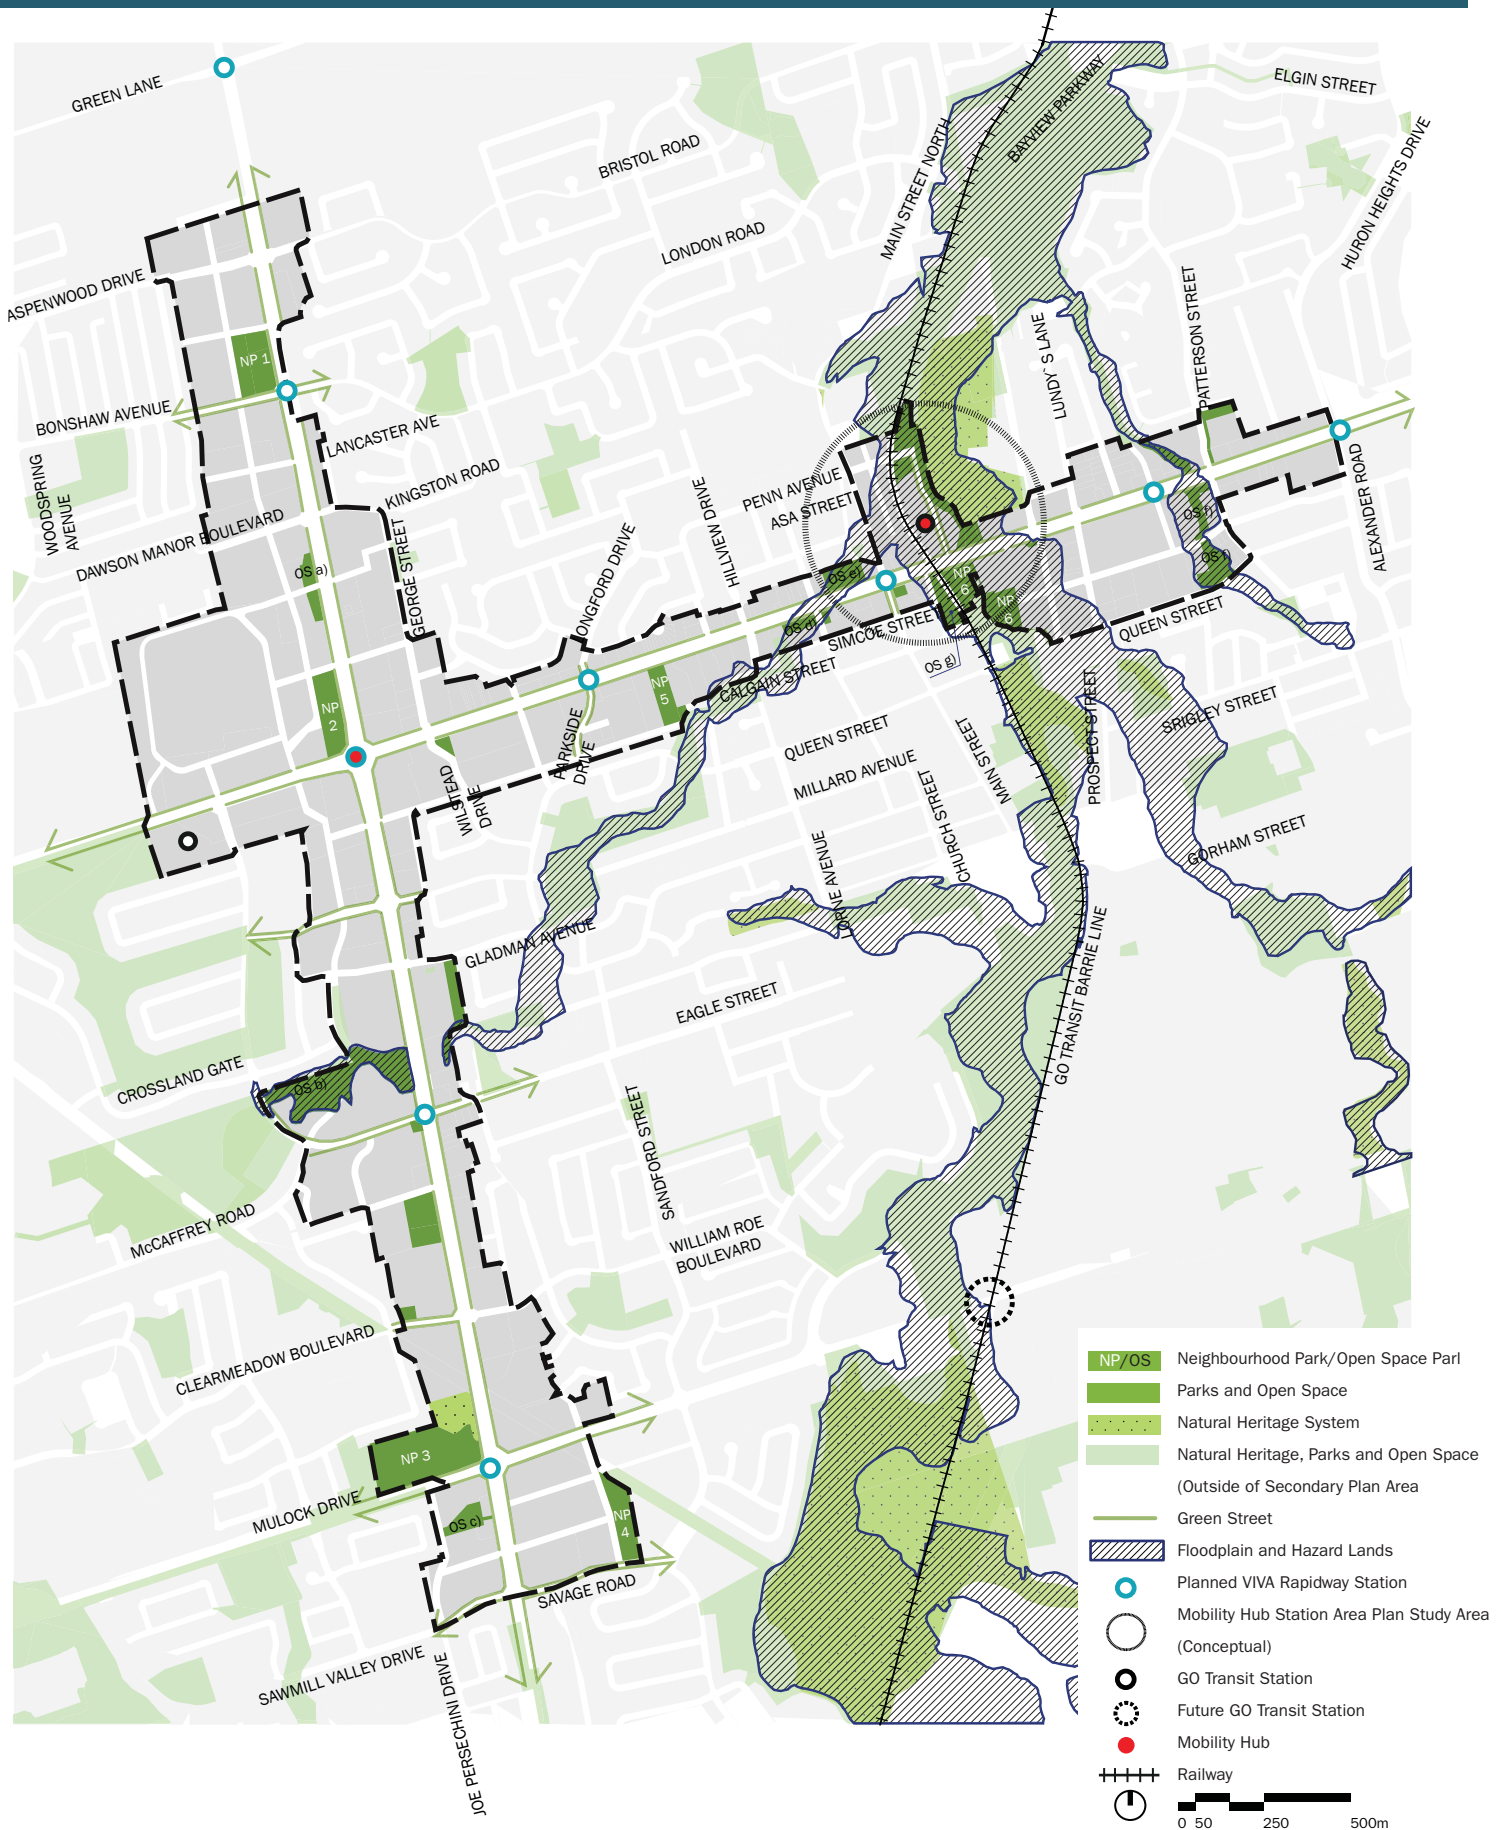 GREEN LANE
ELGIN STREET
BAYVIEW PARKWAY
MAIN STREET NORTH
BRISTOL ROAD
HURON HEIGHTS DRIVE
LONDON ROAD
ASPENWOOD DRIVE
PATTERSON STREET
LUNDY`S LANE
NP 1
BONSHAW AVENUE
LANCASTER AVE
KINGSTON ROAD
WOODSPRING
AVENUE
DAWSON MANOR BOULEVARD
GEORGE STREET
OS a)
HILLVIEW DRIVE
PENN AVENUE
ASA STREET
ALEXANDER ROAD
OS f)
OS f)
LONGFORD DRIVE
OS e)
NP
6
NP
6
OS d)
SIMCOE STREE
QUEEN STREET
OS g)
CALGAIN STREET
NP
5
NP
2
PARKSIDE
DRIVE
WILSTEAD
DRIVE
QUEEN STREET
MILLARD AVENUE
MAIN STREET
CHURCH STREET
PROSPECT STREET
SRIGLEY STREET
GORHAM STREET
LORNE AVENUE
GLADMAN AVENUE
EAGLE STREET
GO TRANSIT BARRIE LINE
CROSSLAND GATE
OS b)
SANDFORD STREET
McCAFFREY ROAD
WILLIAM ROE
BOULEVARD
CLEARMEADOW BOULEVARD
NP 3
MULOCK DRIVE
OS c)
NP
4
SAVAGE ROAD
SAWMILL VALLEY DRIVE
JOE PERSECHINI DRIVE
NP/OS Neighbourhood Park/Open Space Parl
Parks and Open Space
Natural Heritage System
Natural Heritage, Parks and Open Space
(Outside of Secondary Plan Area
Green Street
Floodplain and Hazard Lands
Planned VIVA Rapidway Station
Mobility Hub Station Area Plan Study Area
(Conceptual)
GO Transit Station
Future GO Transit Station
Mobility Hub
Railway
0 50 250 500m